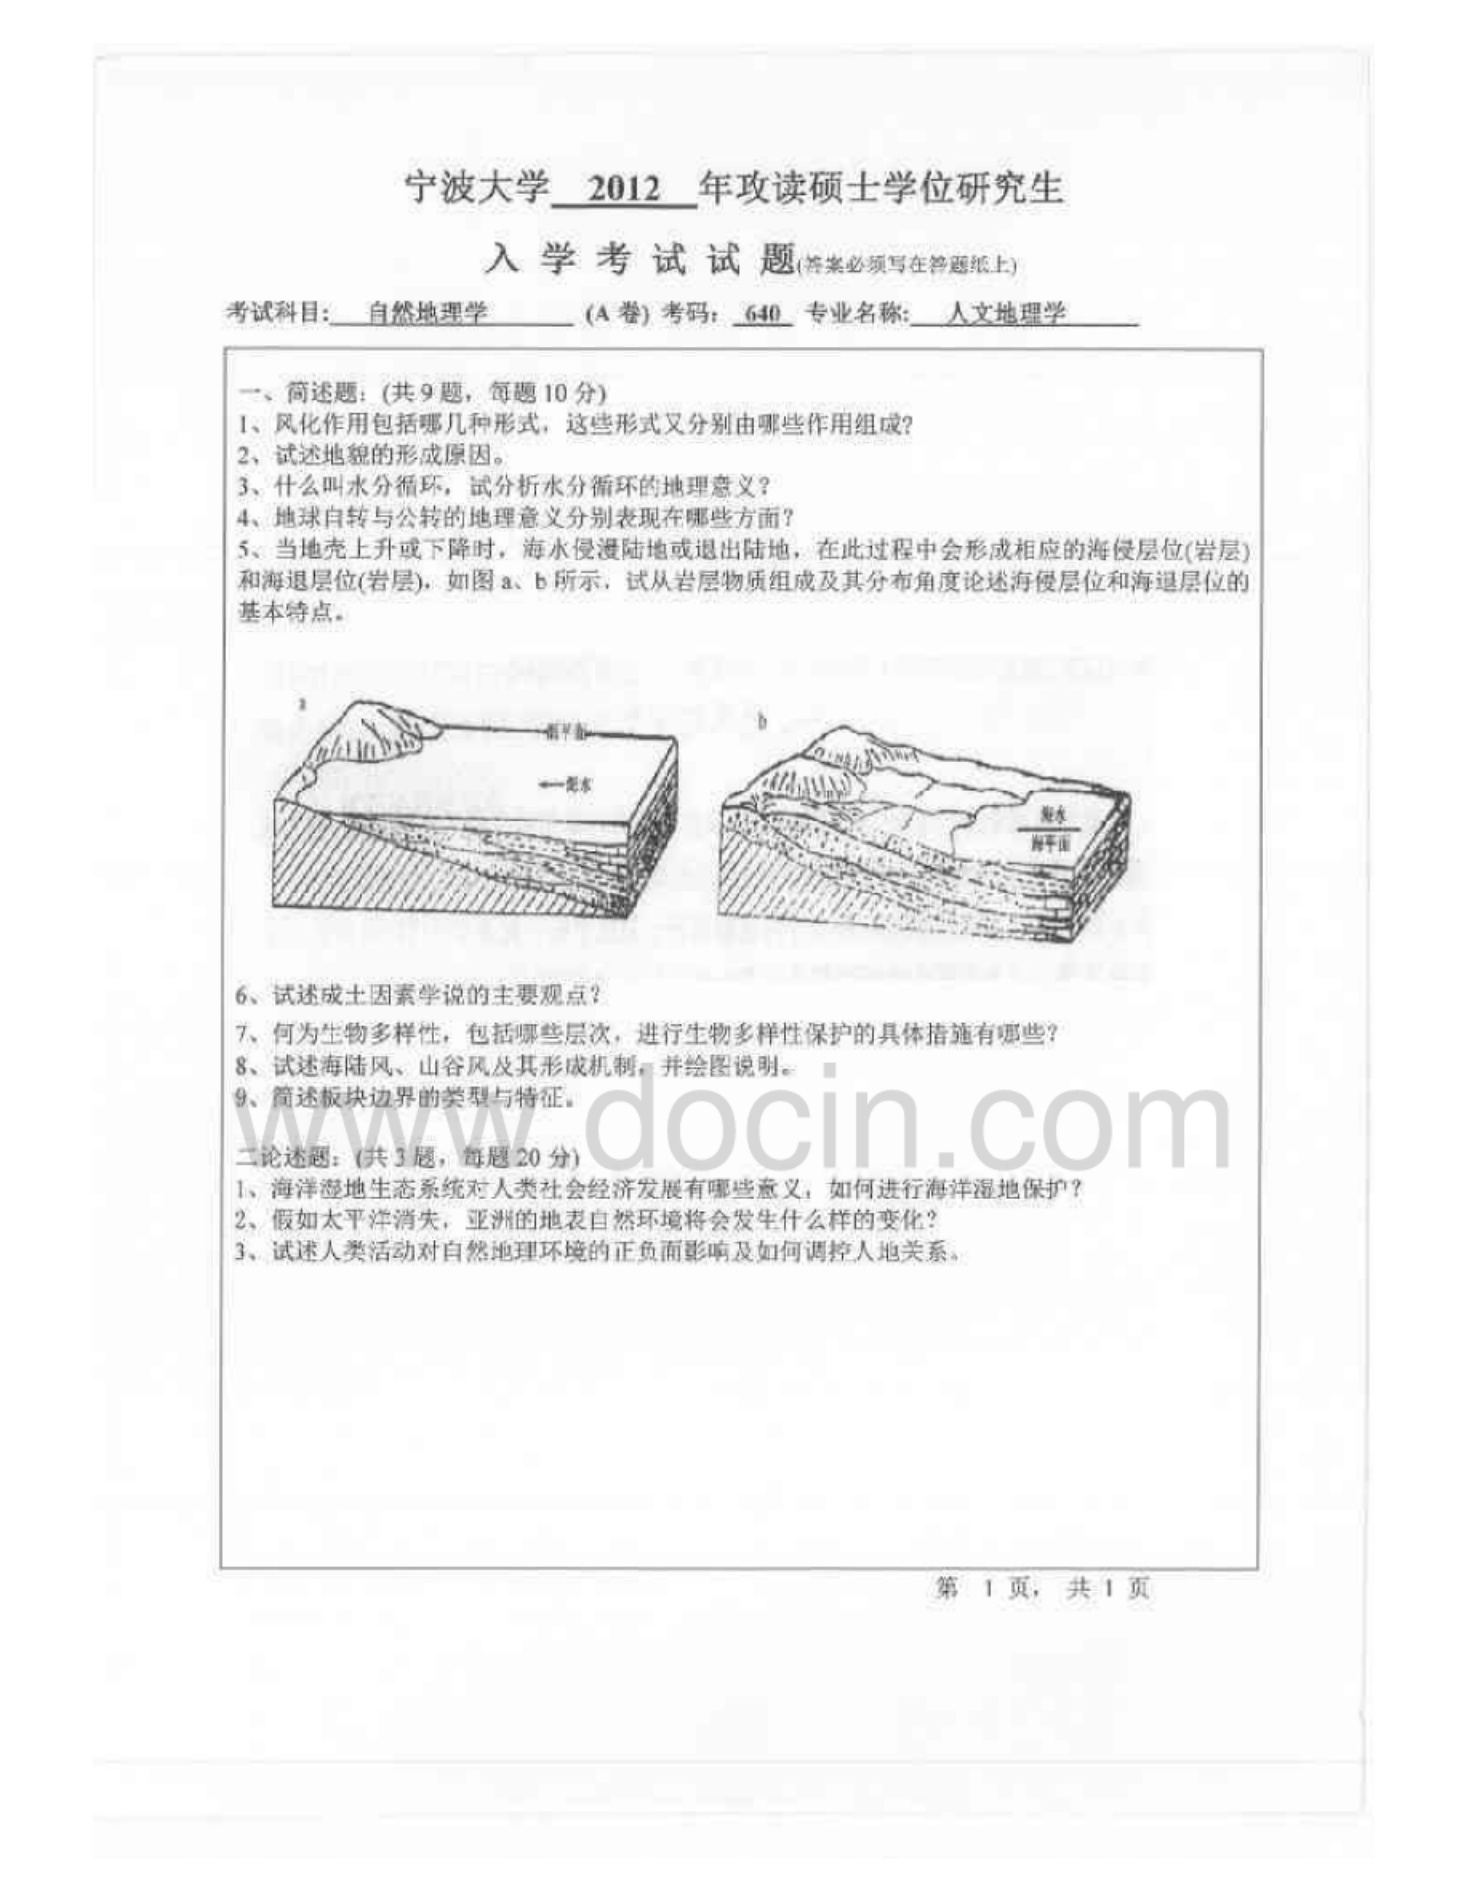 宁波大学 2012 年攻读硕士学位研究生
入 学 考 试 试 题(答案必须写在答题纸上)
考试科目: 自然地理学 (A 卷) 考码: 640 专业名称: 人文地理学
一、简述题:(共 9 题,每题 10 分)
1、风化作用包括哪几种形式,这些形式又分别由哪些作用组成?
2、试述地貌的形成原因。
3、什么叫水分循环,试分析水分循环的地理意义?
4、地球自转与公转的地理意义分别表现在哪些方面?
5、当地壳上升或下降时,海水侵漫陆地或退出陆地,在此过程中会形成相应的海侵层位(岩层)
和海退层位(岩层),如图 a、b 所示,试从岩层物质组成及其分布角度论述海侵层位和海退层位的
基本特点。
a
海平面
←海水
b
海水
海平面
6、试述成土因素学说的主要观点?
7、何为生物多样性,包括哪些层次,进行生物多样性保护的具体措施有哪些?
8、试述海陆风、山谷风及其形成机制,并绘图说明。
9、简述板块边界的类型与特征。
www.docin.com
二论述题:(共 3 题,每题 20 分)
1、海洋湿地生态系统对人类社会经济发展有哪些意义,如何进行海洋湿地保护?
2、假如太平洋消失,亚洲的地表自然环境将会发生什么样的变化?
3、试述人类活动对自然地理环境的正负面影响及如何调控人地关系。
第 1 页, 共 1 页